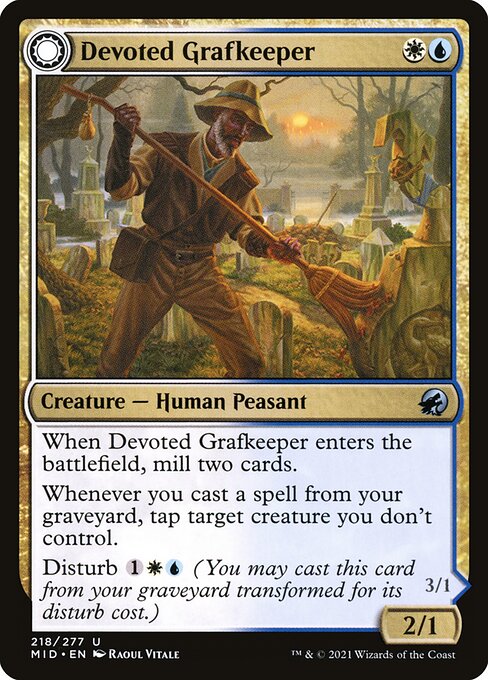 Devoted Grafkeeper
Creature — Human Peasant
When Devoted Grafkeeper enters the
battlefield, mill two cards.
Whenever you cast a spell from your
graveyard, tap target creature you don't
control.
Disturb 1 (You may cast this card
from your graveyard transformed for its
disturb cost.)
3/1
2/1
218/277 U
MID • EN Raoul Vitale
™ & © 2021 Wizards of the Coast